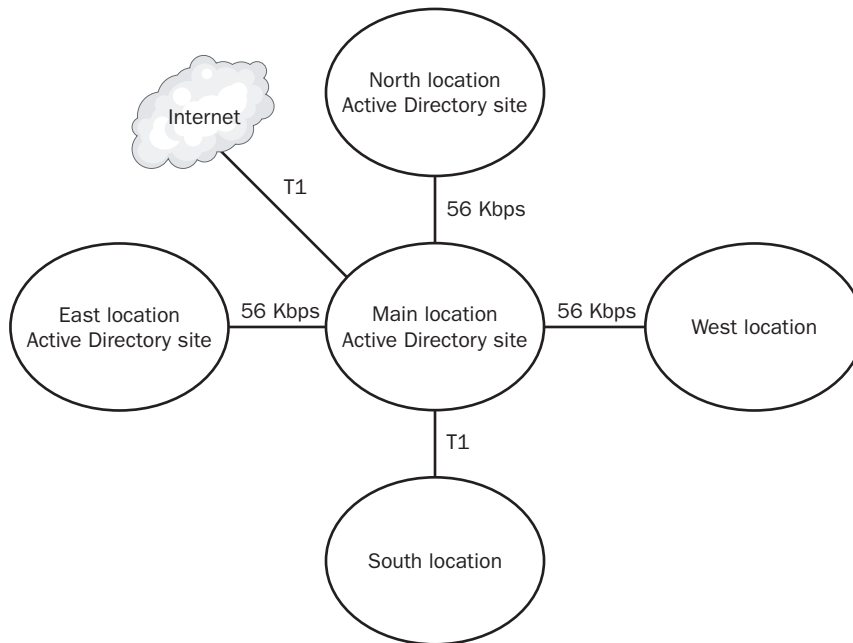 North location
Active Directory site
Internet
T1
56 Kbps
East location
Active Directory site
56 Kbps
Main location
Active Directory site
56 Kbps
West location
T1
South location